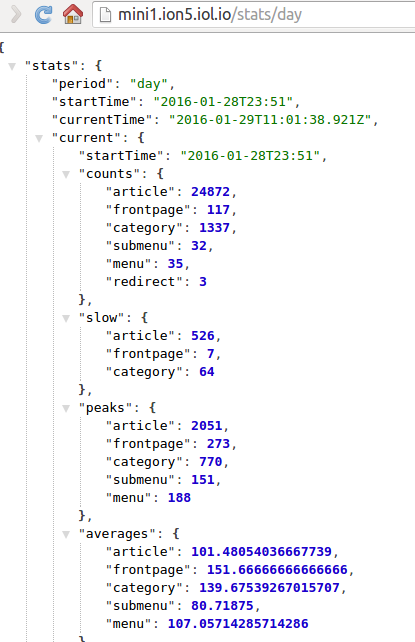 mini1.ion5.iol.io/stats/day
{
"stats": {
"period": "day",
"startTime": "2016-01-28T23:51",
"currentTime": "2016-01-29T11:01:38.921Z",
"current": {
"startTime": "2016-01-28T23:51",
"counts": {
"article": 24872,
"frontpage": 117,
"category": 1337,
"submenu": 32,
"menu": 35,
"redirect": 3
},
"slow": {
"article": 526,
"frontpage": 7,
"category": 64
},
"peaks": {
"article": 2051,
"frontpage": 273,
"category": 770,
"submenu": 151,
"menu": 188
},
"averages": {
"article": 101.48054036667739,
"frontpage": 151.66666666666666,
"category": 139.67539267015707,
"submenu": 80.71875,
"menu": 107.05714285714286
}